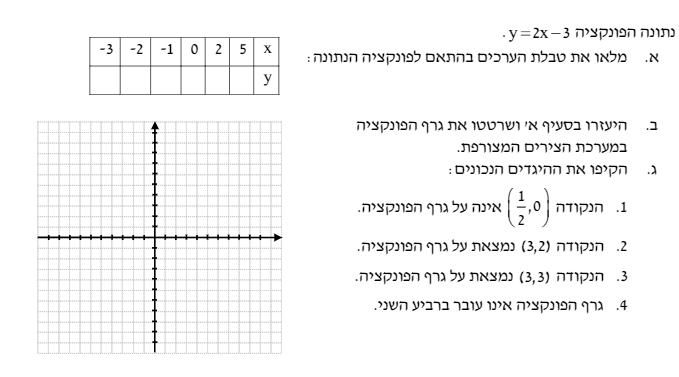 נתונה הפונקציה y=2x−3.
א. מלאו את טבלת הערכים בהתאם לפונקציה הנתונה:
-3 -2 -1 0 2 5 x
y
ב. היעזרו בסעיף א' ושרטטו את גרף הפונקציה
במערכת הצירים המצורפת.
ג. הקיפו את ההיגדים הנכונים:
1. הנקודה (1/2,0) אינה על גרף הפונקציה.
2. הנקודה (3,2) נמצאת על גרף הפונקציה.
3. הנקודה (3,3) נמצאת על גרף הפונקציה.
4. גרף הפונקציה אינו עובר ברביע השני.